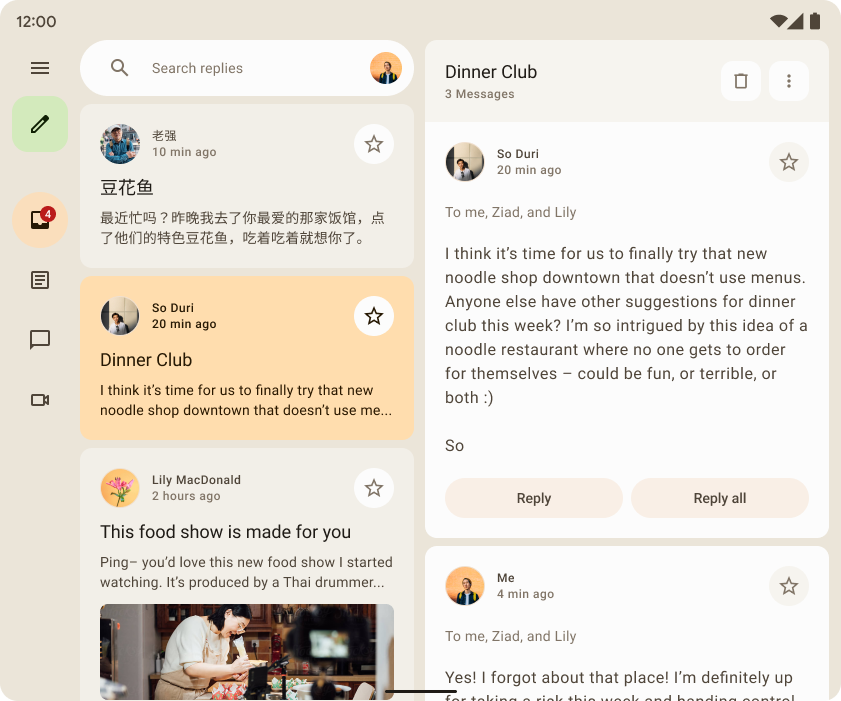 12:00
Search replies
4
老强
10 min ago
豆花鱼
最近忙吗？昨晚我去了你最爱的那家饭馆，点
了他们的特色豆花鱼，吃着吃着就想你了。
So Duri
20 min ago
Dinner Club
I think it’s time for us to finally try that new
noodle shop downtown that doesn’t use me...
Lily MacDonald
2 hours ago
This food show is made for you
Ping– you’d love this new food show I started
watching. It’s produced by a Thai drummer...
Dinner Club
3 Messages
So Duri
20 min ago
To me, Ziad, and Lily
I think it’s time for us to finally try that new
noodle shop downtown that doesn’t use menus.
Anyone else have other suggestions for dinner
club this week? I’m so intrigued by this idea of a
noodle restaurant where no one gets to order
for themselves – could be fun, or terrible, or
both :)
So
Reply
Reply all
Me
4 min ago
To me, Ziad, and Lily
Yes! I forgot about that place! I’m definitely up
for taking a risk this week and handing control